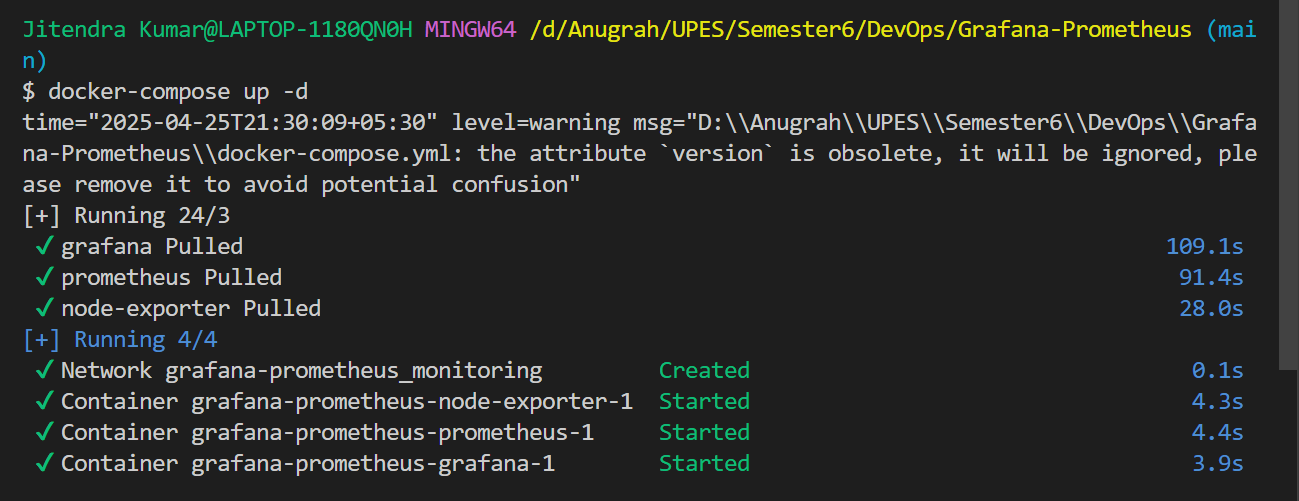 Jitendra Kumar@LAPTOP-1180QN0H MINGW64 /d/Anugrah/UPES/Semester6/DevOps/Grafana-Prometheus (mai
n)
$ docker-compose up -d
time="2025-04-25T21:30:09+05:30" level=warning msg="D:\\Anugrah\\UPES\\Semester6\\DevOps\\Grafa
na-Prometheus\\docker-compose.yml: the attribute `version` is obsolete, it will be ignored, ple
ase remove it to avoid potential confusion"
[+] Running 24/3
✔ grafana Pulled 109.1s
✔ prometheus Pulled 91.4s
✔ node-exporter Pulled 28.0s
[+] Running 4/4
✔ Network grafana-prometheus_monitoring Created 0.1s
✔ Container grafana-prometheus-node-exporter-1 Started 4.3s
✔ Container grafana-prometheus-prometheus-1 Started 4.4s
✔ Container grafana-prometheus-grafana-1 Started 3.9s